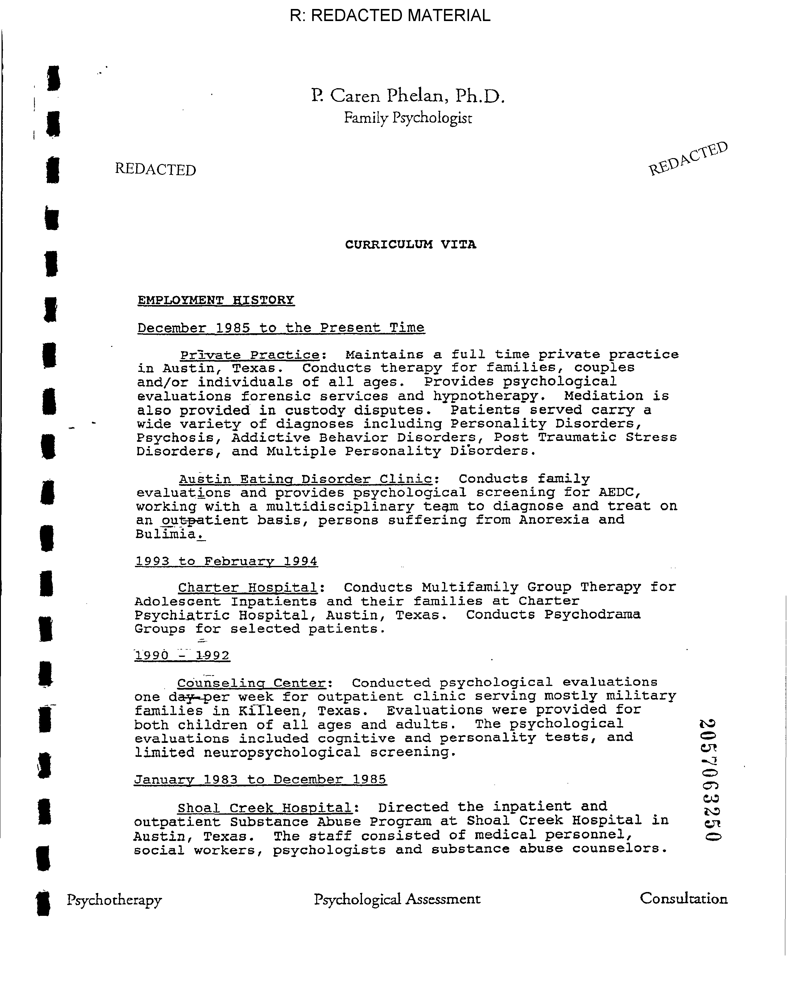 R: REDACTED MATERIAL
P. Caren Phelan, Ph.D.
Family Psychologist
REDACTED
REDACTED
CURRICULUM VITA
EMPLOYMENT HISTORY
December 1985 to the Present Time
Private Practice: Maintains a full time private practice
in Austin, Texas. Conducts therapy for families, couples
and/or individuals of all ages. Provides psychological
evaluations forensic services and hypnotherapy. Mediation is
also provided in custody disputes. Patients served carry a
wide variety of diagnoses including Personality Disorders,
Psychosis, Addictive Behavior Disorders, Post Traumatic Stress
Disorders, and Multiple Personality Disorders.
Austin Eating Disorder Clinic: Conducts family
evaluations and provides psychological screening for AEDC,
working with a multidisciplinary team to diagnose and treat on
an outpatient basis, persons suffering from Anorexia and
Bulimia.
1993 to February 1994
Charter Hospital: Conducts Multifamily Group Therapy for
Adolescent Inpatients and their families at Charter
Psychiatric Hospital, Austin, Texas. Conducts Psychodrama
Groups for selected patients.
1990 - 1992
Counseling Center: Conducted psychological evaluations
one day per week for outpatient clinic serving mostly military
families in Killeen, Texas. Evaluations were provided for
both children of all ages and adults. The psychological
evaluations included cognitive and personality tests, and
limited neuropsychological screening.
January 1983 to December 1985
Shoal Creek Hospital: Directed the inpatient and
outpatient Substance Abuse Program at Shoal Creek Hospital in
Austin, Texas. The staff consisted of medical personnel,
social workers, psychologists and substance abuse counselors.
2057063250
Psychotherapy Psychological Assessment Consultation